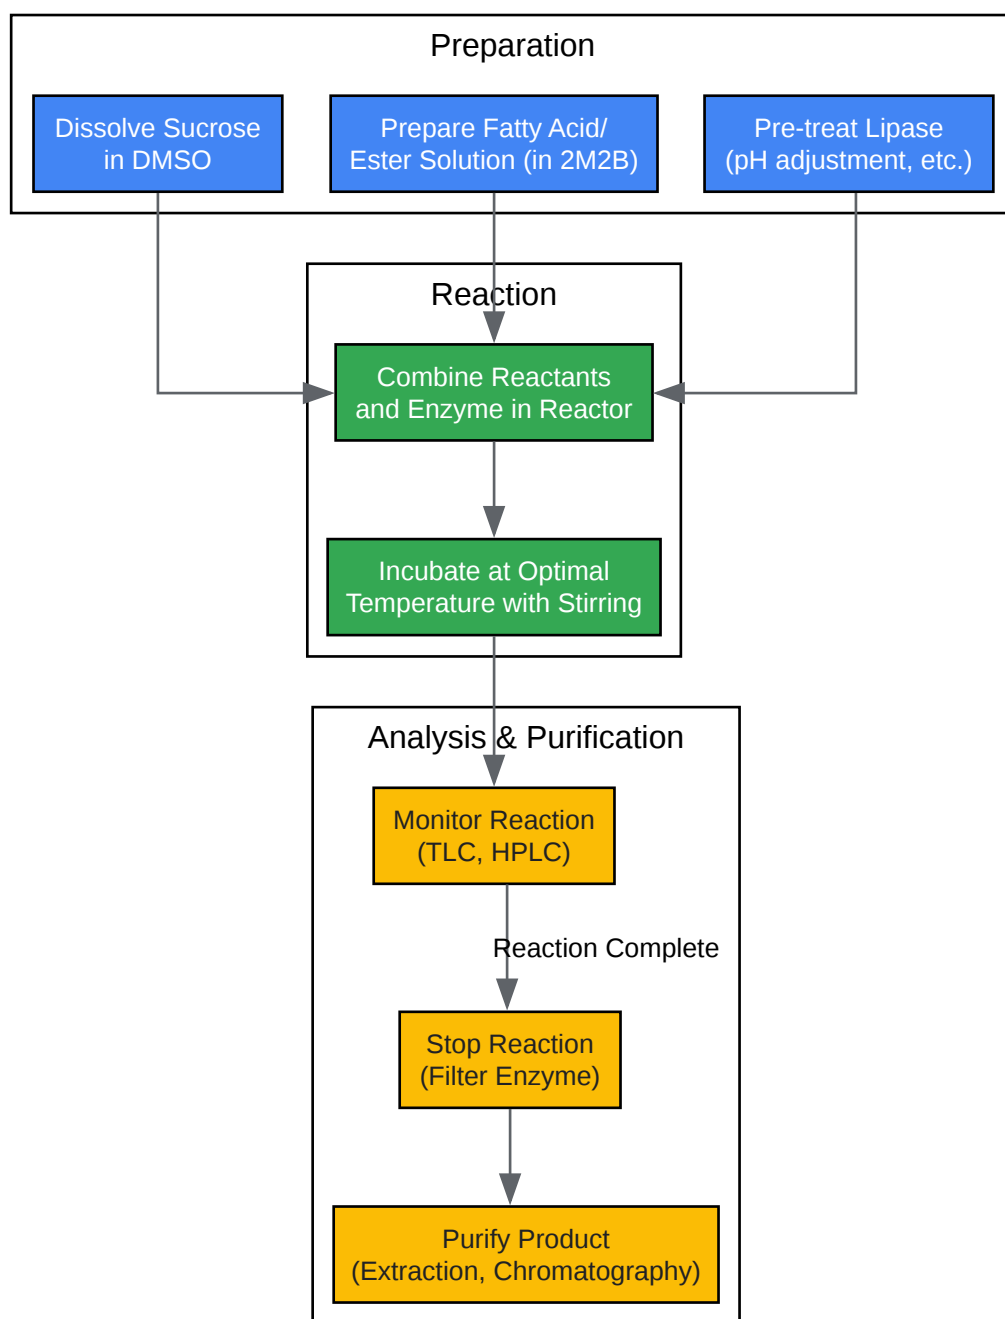 Preparation
Dissolve Sucrose
in DMSO
Prepare Fatty Acid/
Ester Solution (in 2M2B)
Pre-treat Lipase
(pH adjustment, etc.)
Reaction
Combine Reactants
and Enzyme in Reactor
Incubate at Optimal
Temperature with Stirring
Analysis & Purification
Monitor Reaction
(TLC, HPLC)
Reaction Complete
Stop Reaction
(Filter Enzyme)
Purify Product
(Extraction, Chromatography)